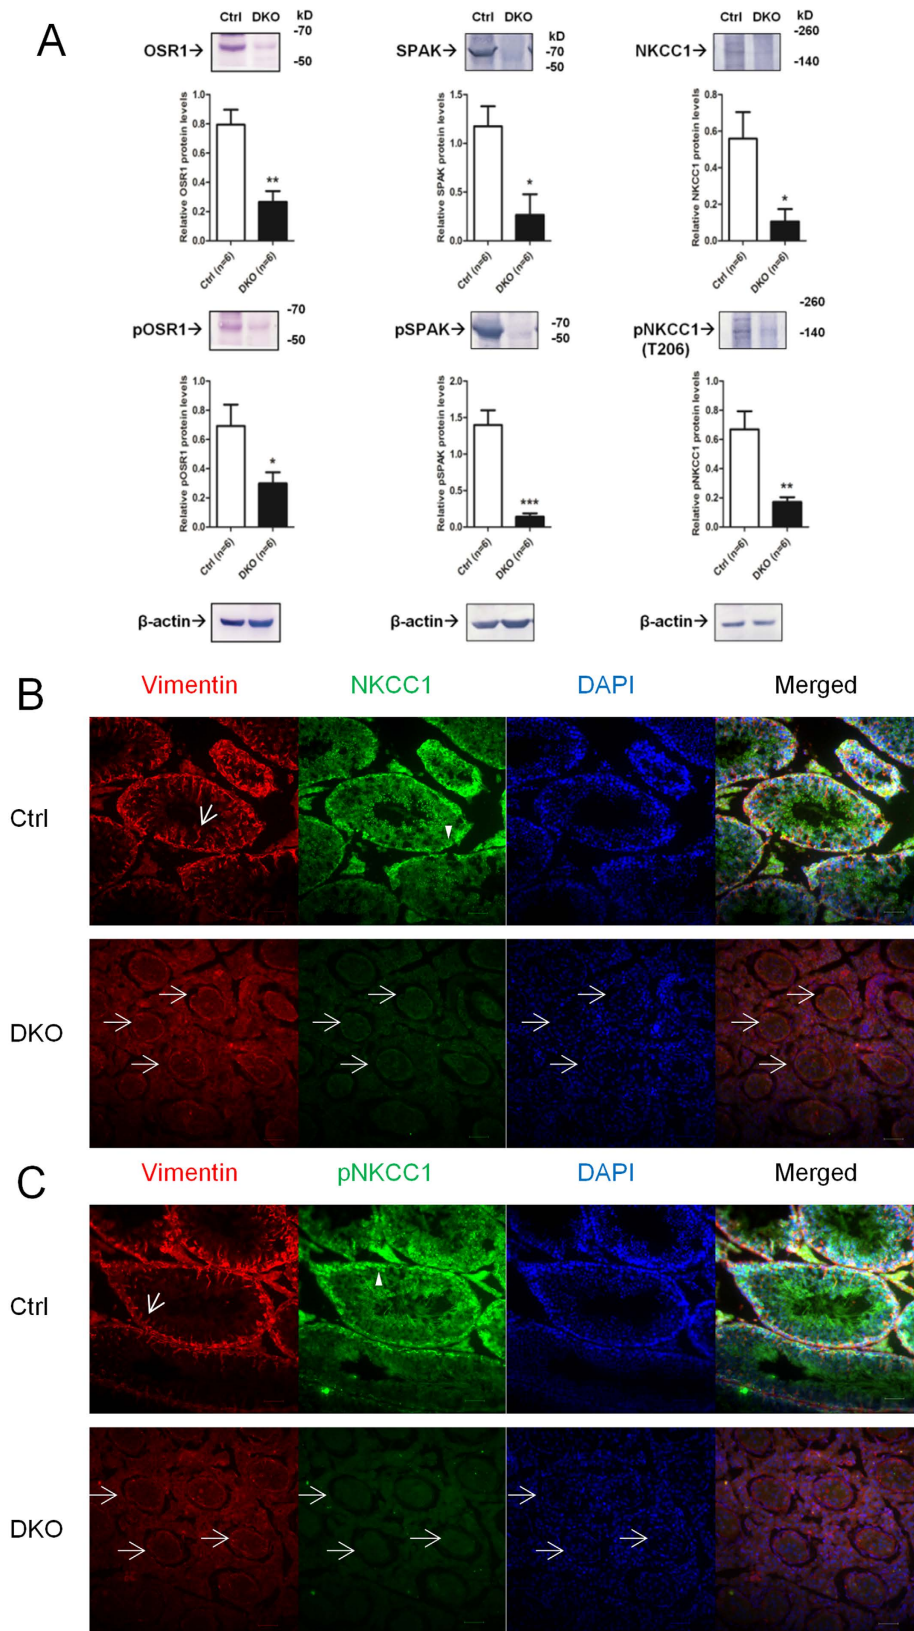 A
Ctrl DKO kD
OSR1→ -70
-50
Relative OSR1 protein levels
1.0
0.8
0.6
0.4
0.2
0.0
**
Ctrl (n=6)
DKO (n=6)
Ctrl DKO
kD
SPAK→ -70
-50
Relative SPAK protein levels
1.5
1.0
0.5
0.0
*
Ctrl (n=6)
DKO (n=6)
Ctrl DKO kD
-260
NKCC1→
-140
Relative NKCC1 protein levels
0.8
0.6
0.4
0.2
0.0
*
Ctrl (n=6)
DKO (n=6)
-70
pOSR1→
-50
Relative pOSR1 protein levels
1.0
0.8
0.6
0.4
0.2
0.0
*
Ctrl (n=6)
DKO (n=6)
pSPAK→ -70
-50
Relative pSPAK protein levels
2.0
1.5
1.0
0.5
0.0
***
Ctrl (n=6)
DKO (n=6)
-260
pNKCC1→ -140
(T206)
Relative pNKCC1 protein levels
1.0
0.8
0.6
0.4
0.2
0.0
**
Ctrl (n=6)
DKO (n=6)
β-actin→
β-actin→
β-actin→
B
Vimentin NKCC1 DAPI Merged
Ctrl
DKO
C
Vimentin pNKCC1 DAPI Merged
Ctrl
DKO